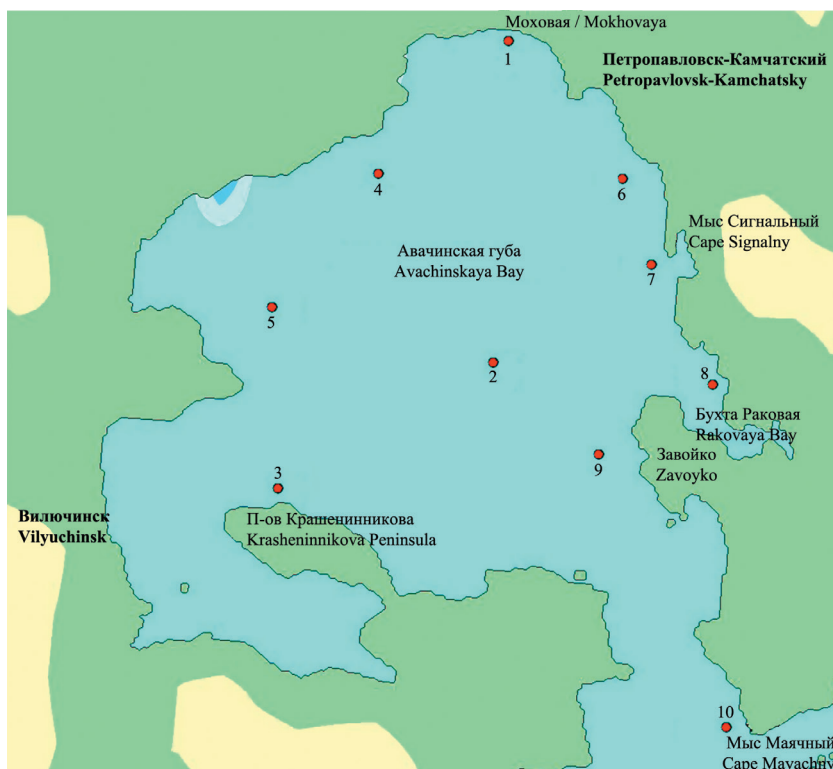 Моховая / Mokhovaya
1
Петропавловск-Камчатский
Petropavlovsk-Kamchatsky
4
6
Мыс Сигнальный
Cape Signalny
Авачинская губа
Avachinskaya Bay
7
5
2
8
Бухта Раковая
Rakovaya Bay
9
Завойко
Zavoyko
3
Вилючинск
Vilyuchinsk
П-ов Крашенинникова
Krasheninnikova Peninsula
10
Мыс Маячный
Cape Mayachny